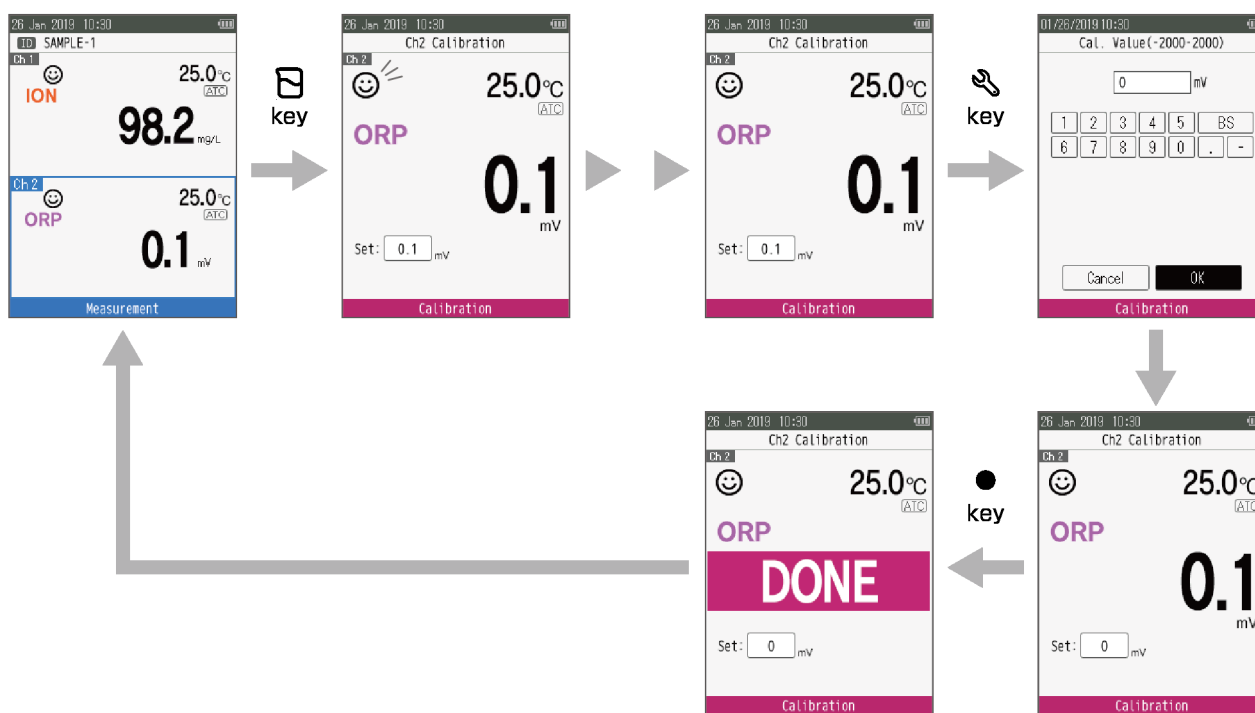 26 Jan 2019 10:30
ID SAMPLE-1
Ch 1
25.0℃
ATC
ION
98.2 mg/L
Ch 2
25.0℃
ATC
ORP
0.1 mV
Measurement
key
26 Jan 2019 10:30
Ch2 Calibration
Ch 2
25.0℃
ATC
ORP
0.1
mV
Set: 0.1 mV
Calibration
26 Jan 2019 10:30
Ch2 Calibration
Ch 2
25.0℃
ATC
ORP
0.1
mV
Set: 0.1 mV
Calibration
key
01/26/2019 10:30
Cal. Value(-2000-2000)
0 mV
1 2 3 4 5 BS
6 7 8 9 0 . -
Cancel OK
Calibration
26 Jan 2019 10:30
Ch2 Calibration
Ch 2
25.0℃
ATC
ORP
0.1
mV
Set: 0 mV
Calibration
key
26 Jan 2019 10:30
Ch2 Calibration
Ch 2
25.0℃
ATC
ORP
DONE
Set: 0 mV
Calibration